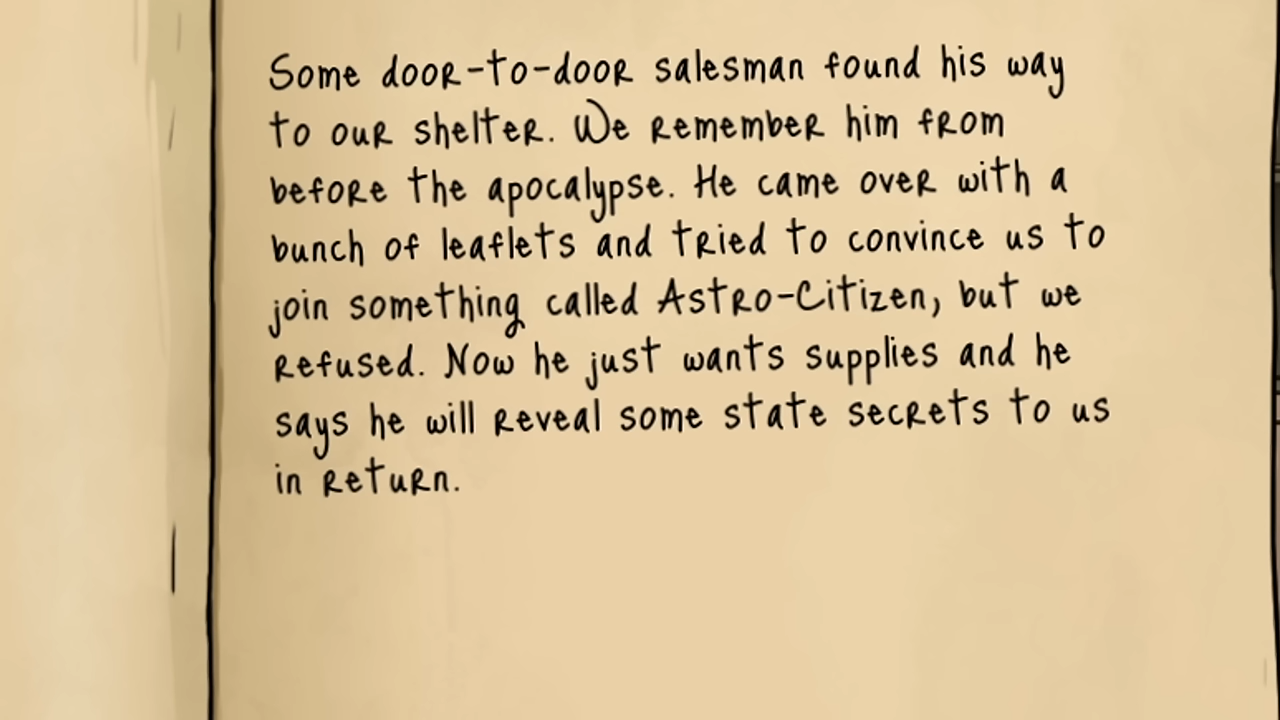 Some door-to-door salesman found his way
to our shelter. We remember him from
before the apocalypse. He came over with a
bunch of leaflets and tried to convince us to
join something called Astro-Citizen, but we
refused. Now he just wants supplies and he
says he will reveal some state secrets to us
in return.